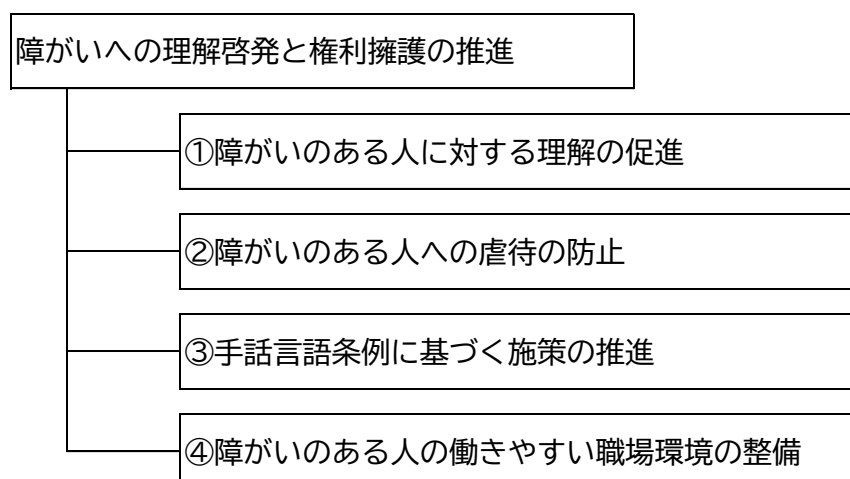 障がいへの理解啓発と権利擁護の推進
①障がいのある人に対する理解の促進
②障がいのある人への虐待の防止
③手話言語条例に基づく施策の推進
④障がいのある人の働きやすい職場環境の整備